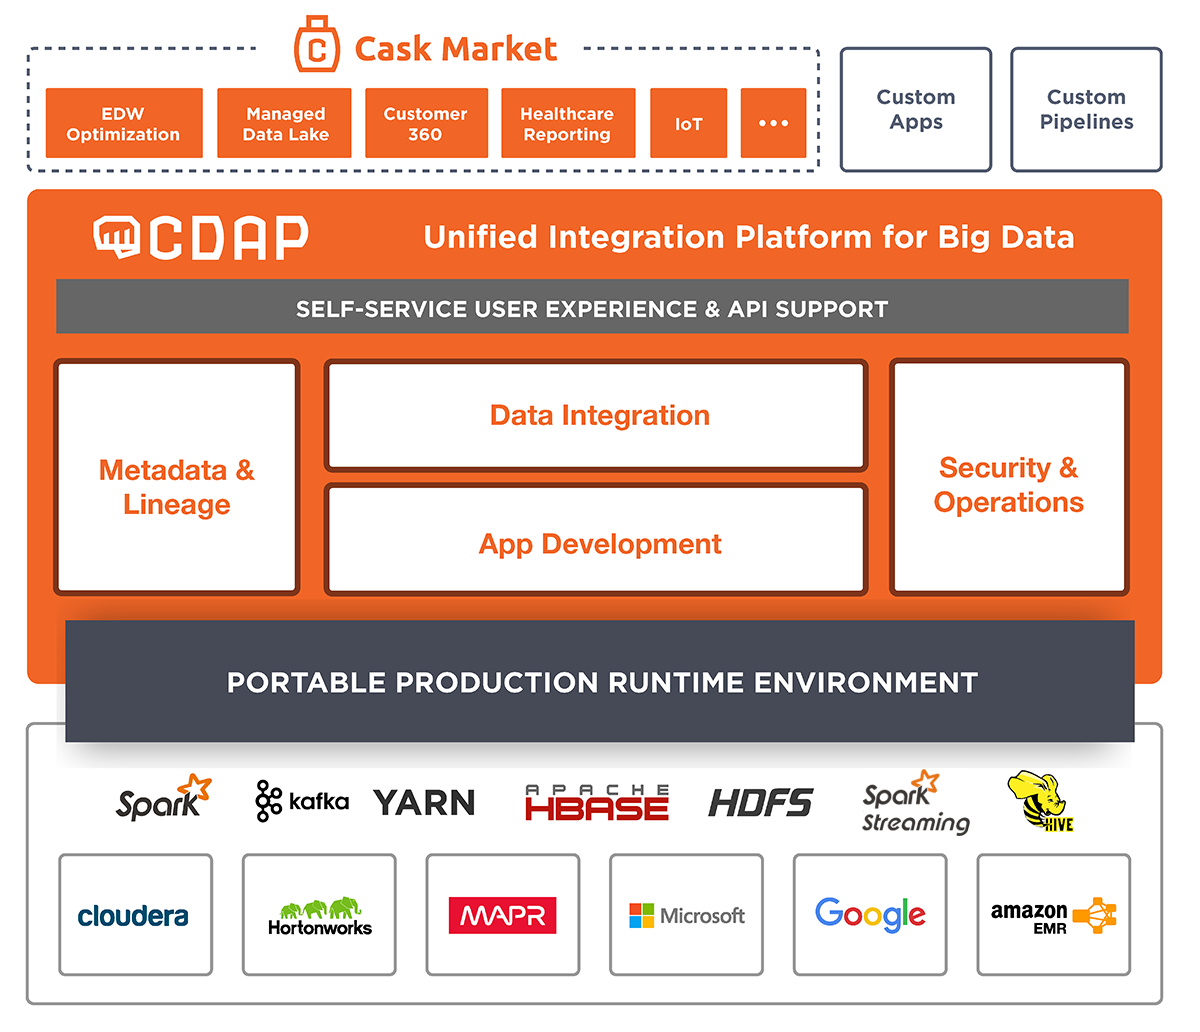 Cask Market
EDW
Optimization
Managed
Data Lake
Customer
360
Healthcare
Reporting
IoT
•••
Custom
Apps
Custom
Pipelines
CDAP
Unified Integration Platform for Big Data
SELF-SERVICE USER EXPERIENCE & API SUPPORT
Metadata &
Lineage
Data Integration
App Development
Security &
Operations
PORTABLE PRODUCTION RUNTIME ENVIRONMENT
Spark
kafka
YARN
APACHE
HBASE
HDFS
Spark
Streaming
HIVE
cloudera
Hortonworks
MAPR
Microsoft
Google
amazon
EMR